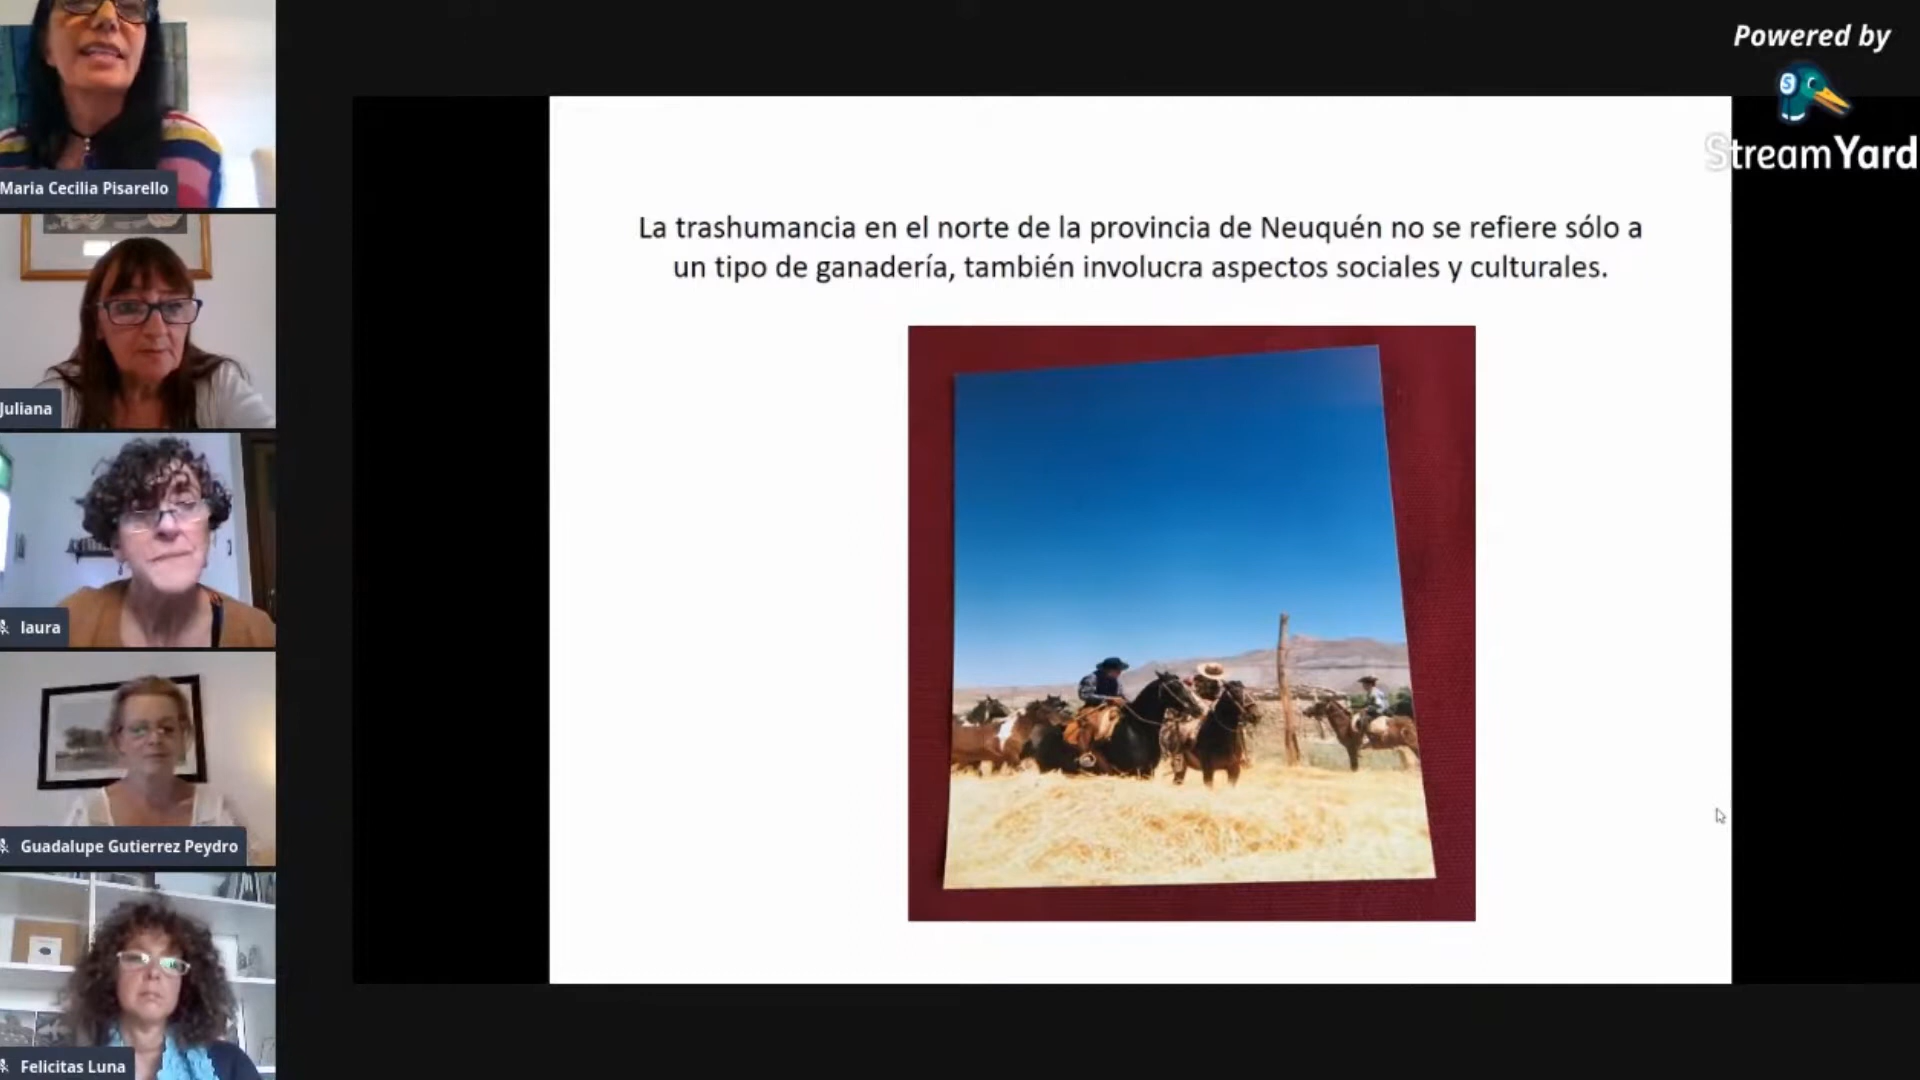 Powered by
StreamYard
La trashumancia en el norte de la provincia de Neuquén no se refiere sólo a
un tipo de ganadería, también involucra aspectos sociales y culturales.
Maria Cecilia Pisarello
Juliana
laura
Guadalupe Gutierrez Peydro
Felicitas Luna